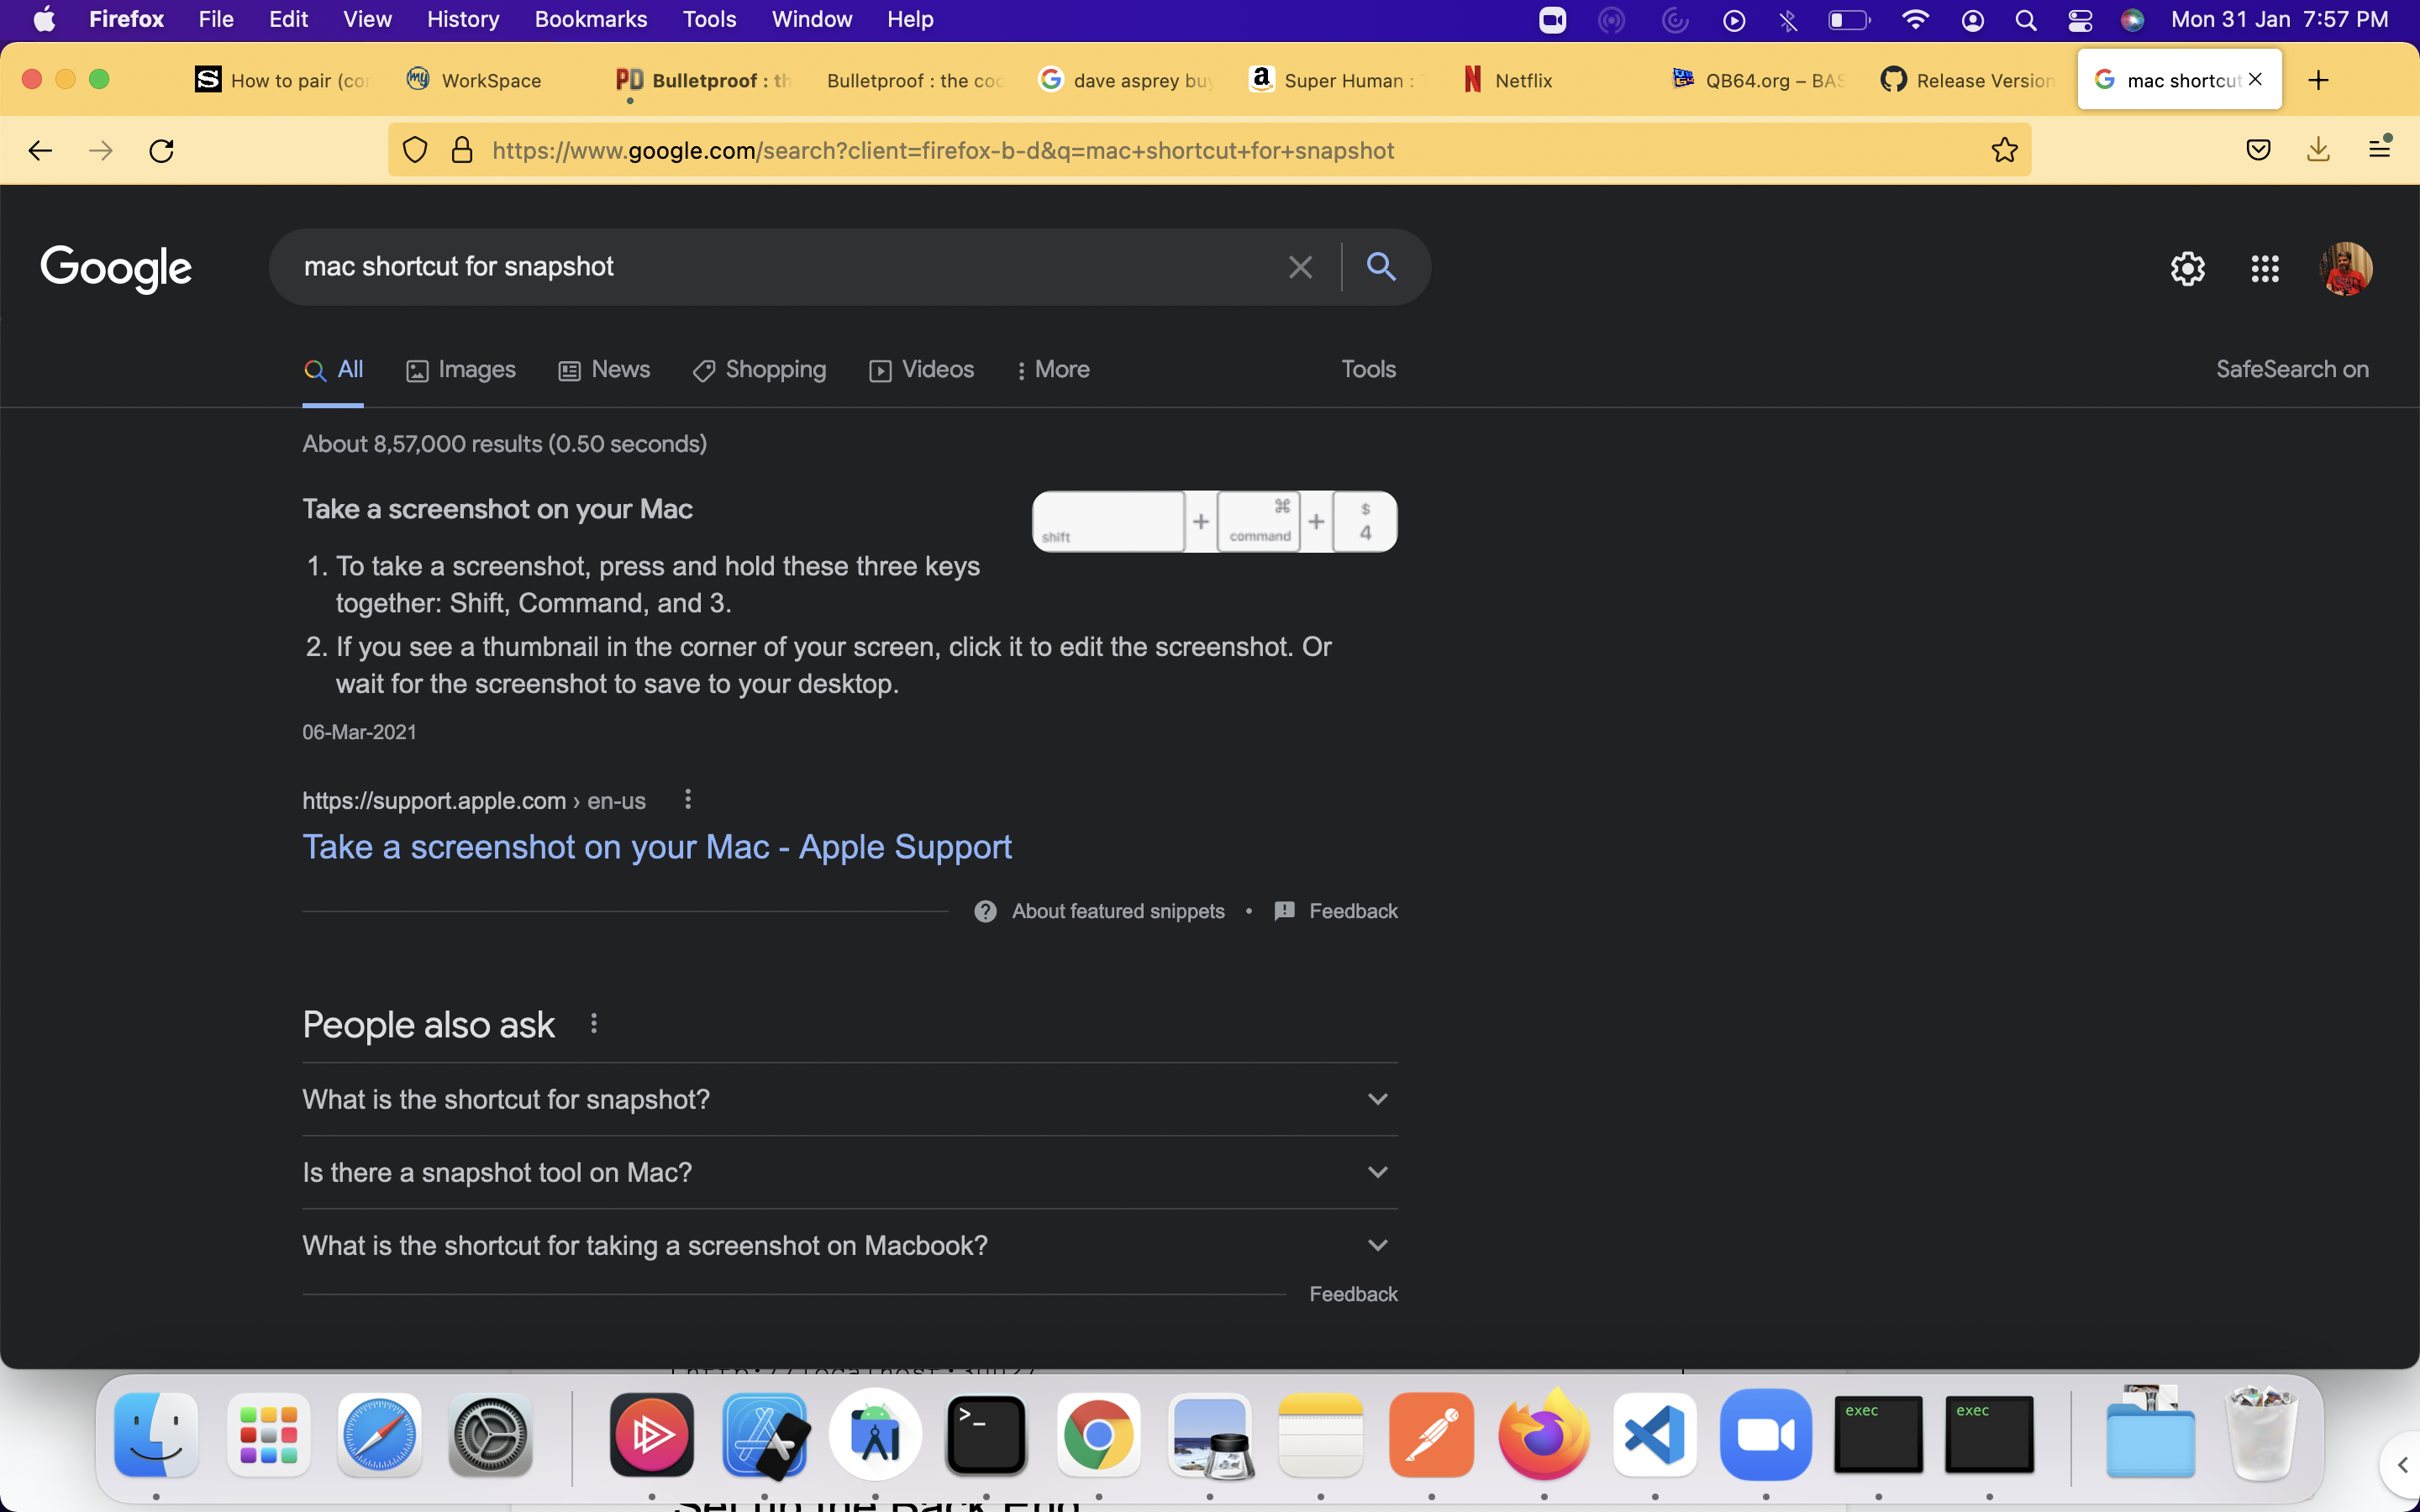 Firefox File Edit View History Bookmarks Tools Window Help Mon 31 Jan 7:57 PM
How to pair (co WorkSpace Bulletproof : th Bulletproof : the coo dave asprey bu Super Human : Netflix QB64.org – BAS Release Version mac shortcut
https://www.google.com/search?client=firefox-b-d&q=mac+shortcut+for+snapshot
Google
mac shortcut for snapshot
All Images News Shopping Videos More Tools SafeSearch on
About 8,57,000 results (0.50 seconds)
Take a screenshot on your Mac
shift + ⌘ command + $ 4
1. To take a screenshot, press and hold these three keys
together: Shift, Command, and 3.
2. If you see a thumbnail in the corner of your screen, click it to edit the screenshot. Or
wait for the screenshot to save to your desktop.
06-Mar-2021
https://support.apple.com › en-us
Take a screenshot on your Mac - Apple Support
About featured snippets • Feedback
People also ask
What is the shortcut for snapshot?
Is there a snapshot tool on Mac?
What is the shortcut for taking a screenshot on Macbook?
Feedback
exec exec